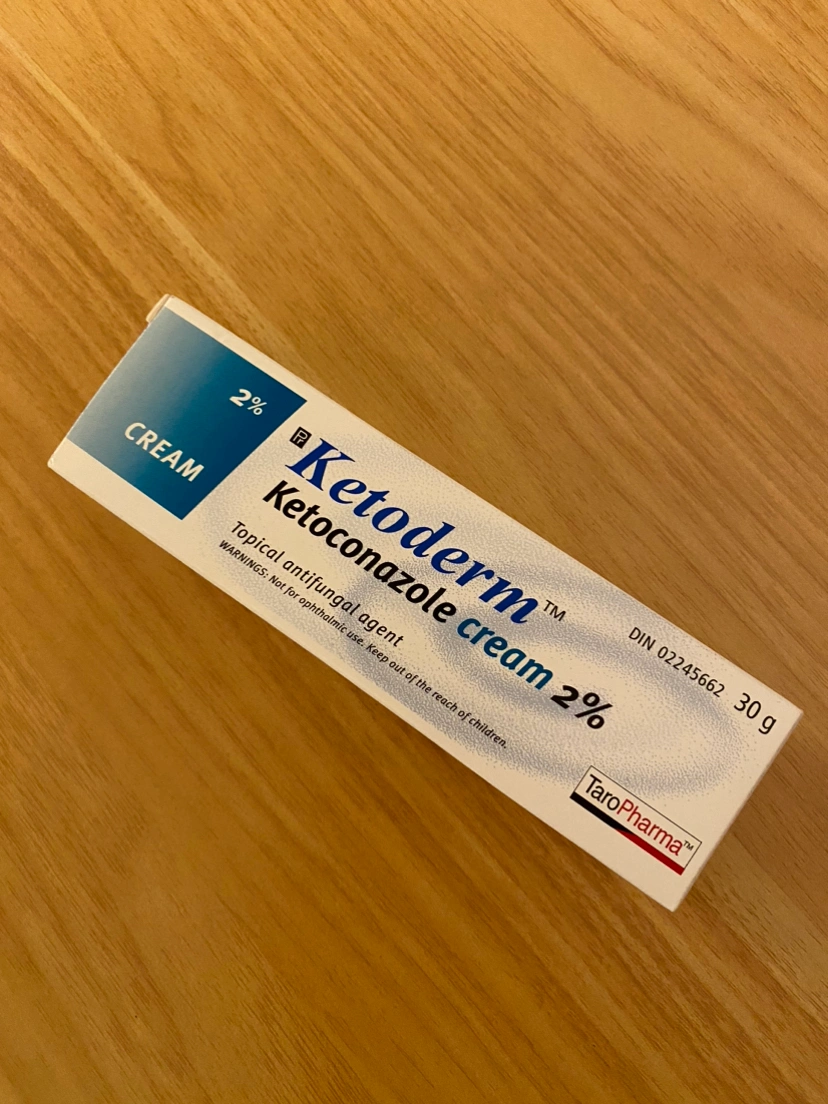 2%
CREAM
Pr
Ketoderm™
Ketoconazole cream 2%
Topical antifungal agent
WARNINGS: Not for ophthalmic use. Keep out of the reach of children.
DIN 02245662 30 g
TaroPharma™